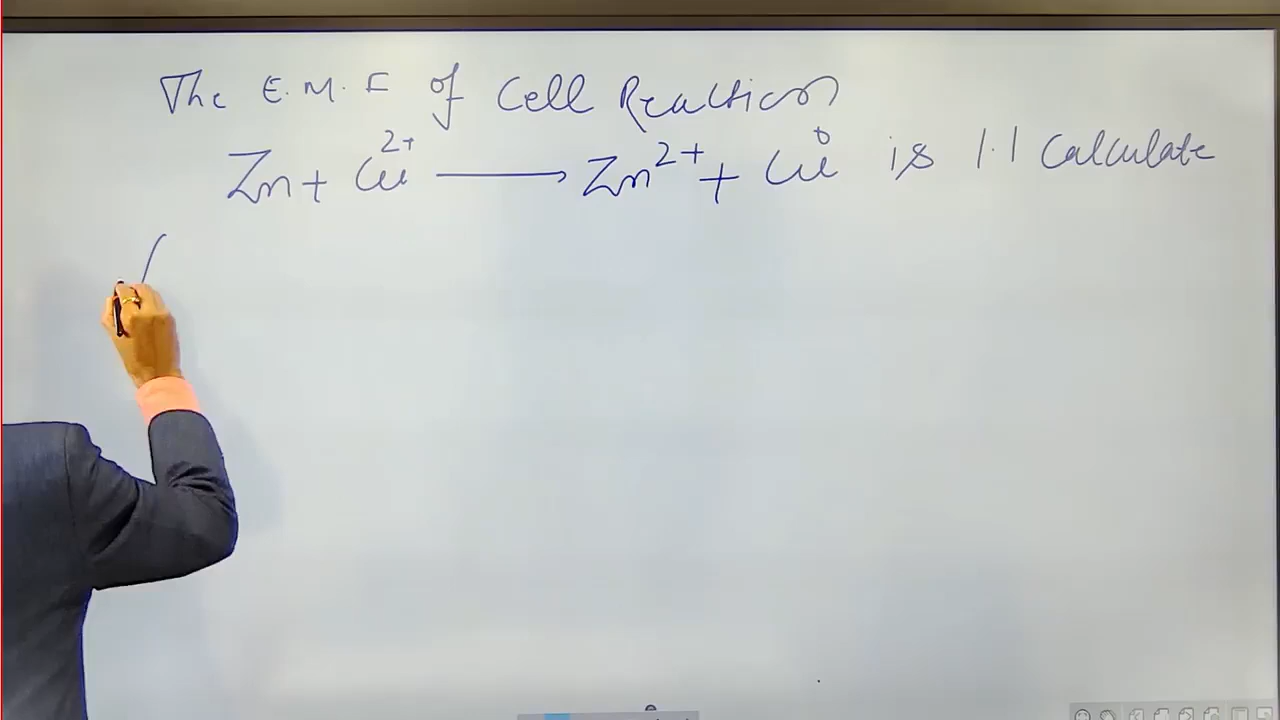 The E.M.F of Cell Reaction
Zn + Cu²⁺ ⟶ Zn²⁺ + Cu⁰ is 1.1 Calculate